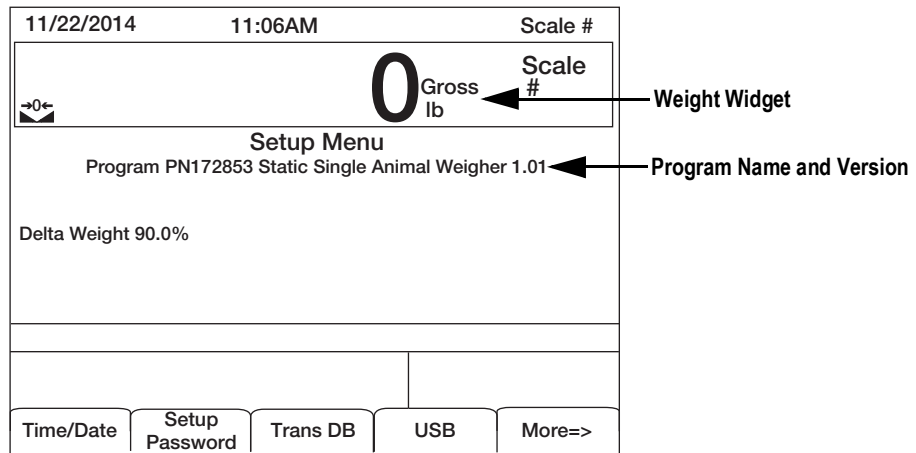 11/22/2014 11:06AM Scale #
0 Gross lb Scale #
→0←
Weight Widget
Setup Menu
Program PN172853 Static Single Animal Weigher 1.01
Program Name and Version
Delta Weight 90.0%
Time/Date Setup Password Trans DB USB More=>